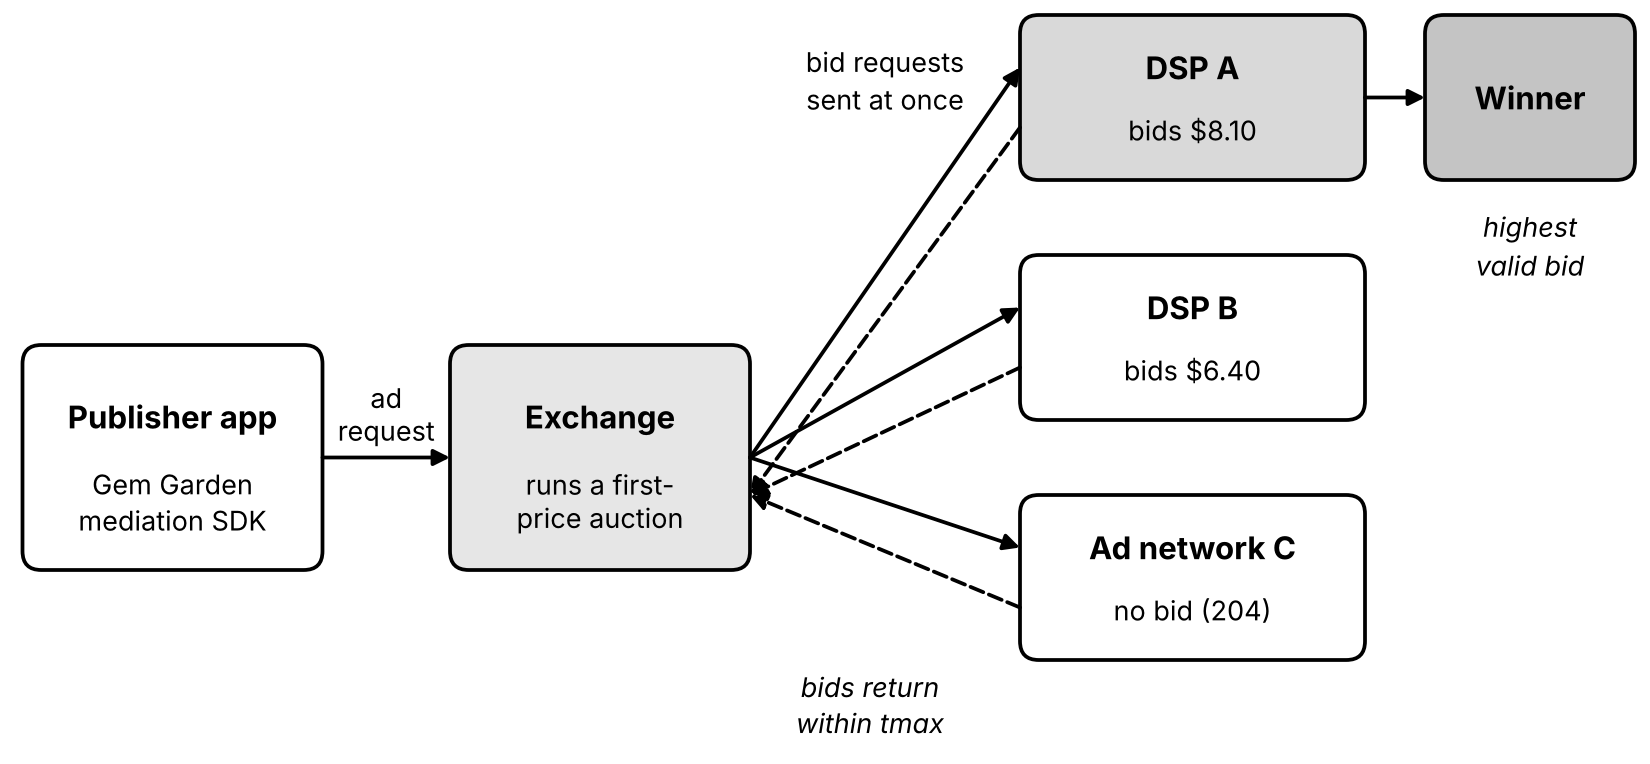 Publisher app
Gem Garden
mediation SDK
ad
request
Exchange
runs a first-
price auction
bid requests
sent at once
DSP A
bids $8.10
Winner
highest
valid bid
DSP B
bids $6.40
Ad network C
no bid (204)
bids return
within tmax